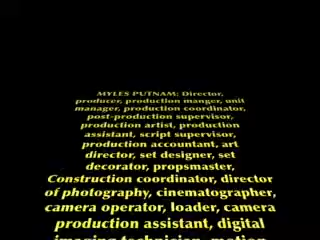 MYLES PUTNAM: Director,
producer, production manger, unit
manager, production coordinator,
post-production supervisor,
production artist, production
assistant, script supervisor,
production accountant, art
director, set designer, set
decorator, propsmaster,
Construction coordinator, director
of photography, cinematographer,
camera operator, loader, camera
production assistant, digital
imaging technician, motion